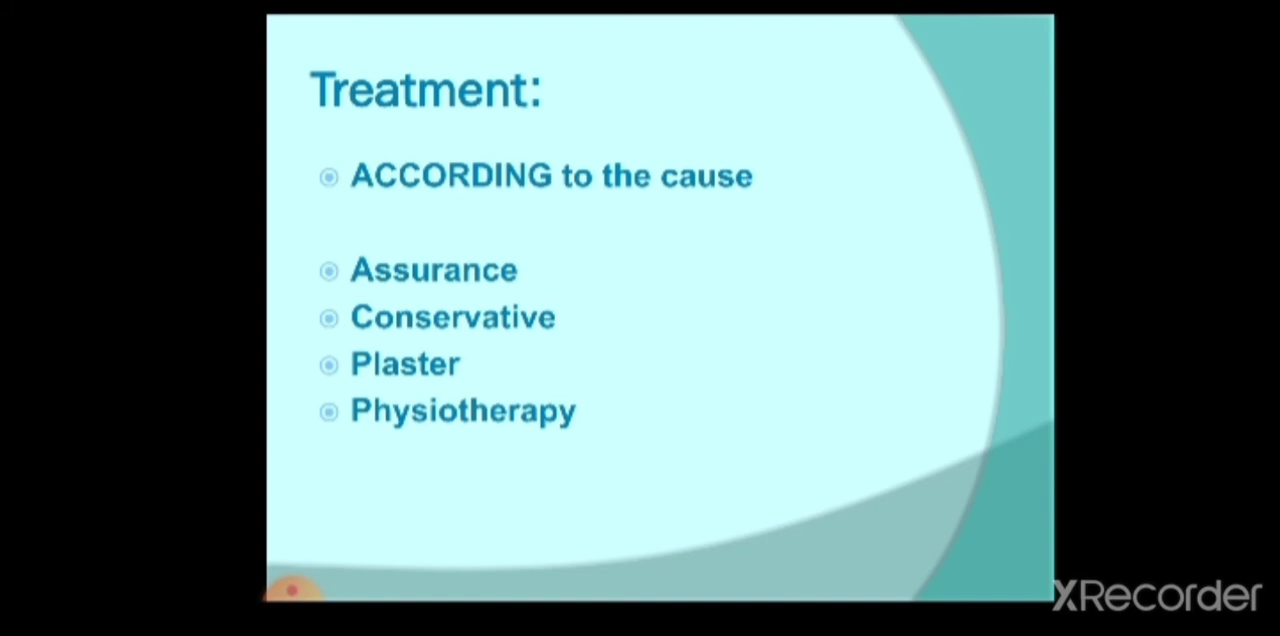 Treatment:
ACCORDING to the cause
Assurance
Conservative
Plaster
Physiotherapy
XRecorder